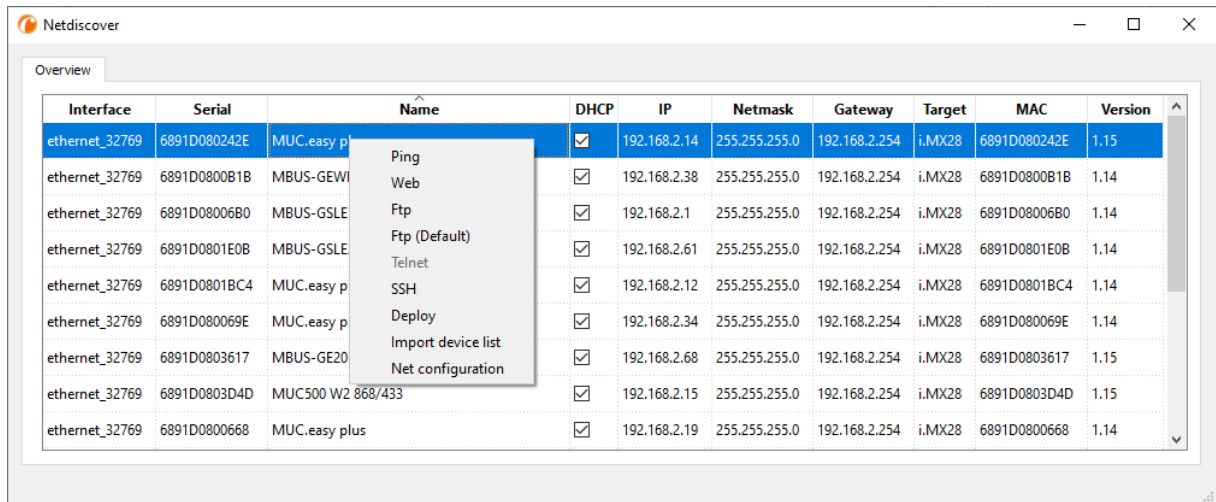 Netdiscover
Overview
Interface Serial Name DHCP IP Netmask Gateway Target MAC Version
ethernet_32769 6891D080242E MUC.easy pl 192.168.2.14 255.255.255.0 192.168.2.254 i.MX28 6891D080242E 1.15
ethernet_32769 6891D0800B1B MBUS-GEWI 192.168.2.38 255.255.255.0 192.168.2.254 i.MX28 6891D0800B1B 1.14
ethernet_32769 6891D08006B0 MBUS-GSLE 192.168.2.1 255.255.255.0 192.168.2.254 i.MX28 6891D08006B0 1.14
ethernet_32769 6891D0801E0B MBUS-GSLE 192.168.2.61 255.255.255.0 192.168.2.254 i.MX28 6891D0801E0B 1.14
ethernet_32769 6891D0801BC4 MUC.easy p 192.168.2.12 255.255.255.0 192.168.2.254 i.MX28 6891D0801BC4 1.14
ethernet_32769 6891D080069E MUC.easy p 192.168.2.34 255.255.255.0 192.168.2.254 i.MX28 6891D080069E 1.14
ethernet_32769 6891D0803617 MBUS-GE20 192.168.2.68 255.255.255.0 192.168.2.254 i.MX28 6891D0803617 1.15
ethernet_32769 6891D0803D4D MUC500 W2 868/433 192.168.2.15 255.255.255.0 192.168.2.254 i.MX28 6891D0803D4D 1.15
ethernet_32769 6891D0800668 MUC.easy plus 192.168.2.19 255.255.255.0 192.168.2.254 i.MX28 6891D0800668 1.14
Ping
Web
Ftp
Ftp (Default)
Telnet
SSH
Deploy
Import device list
Net configuration